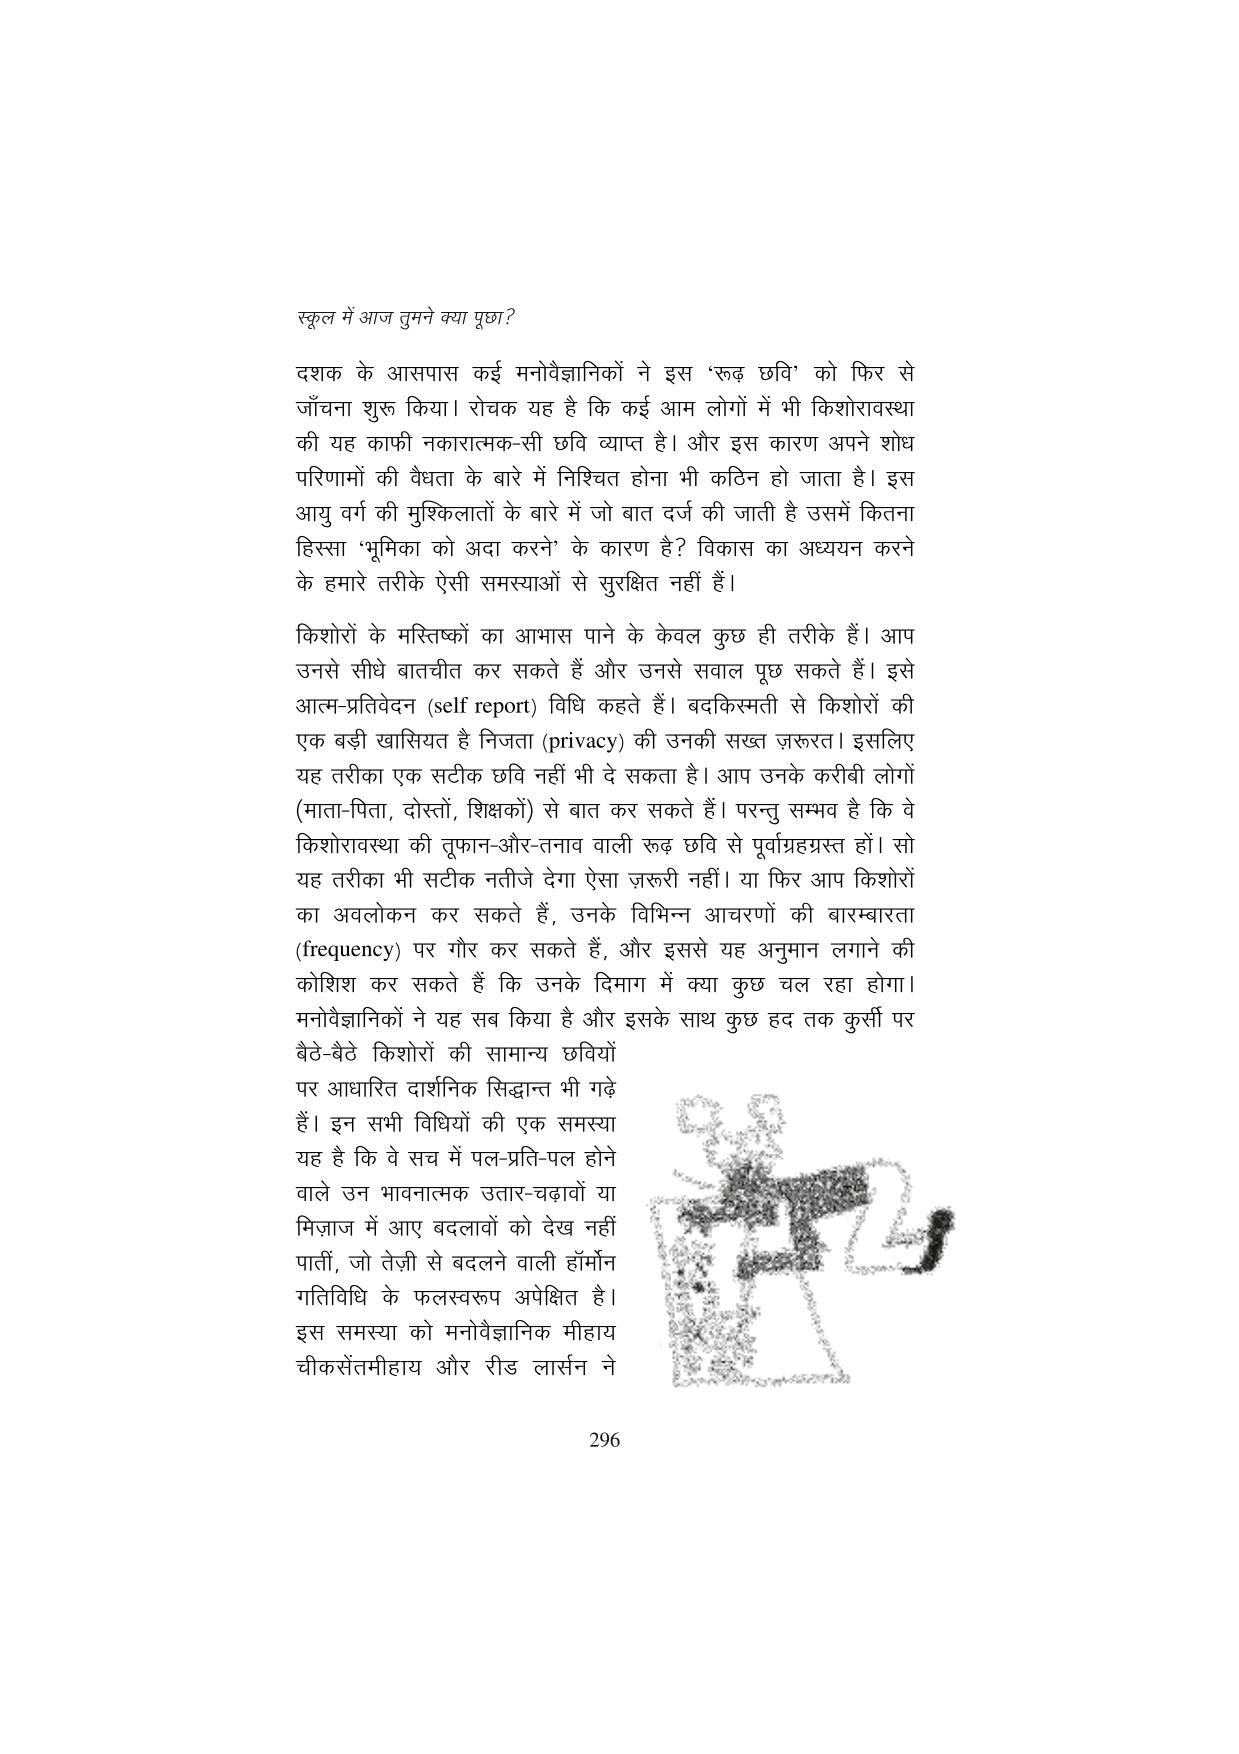 स्कूल में आज तुमने क्या पूछा?
दशक के आसपास कई मनोवैज्ञानिकों ने इस ‘रूढ़ छवि’ को फिर से
जाँचना शुरू किया। रोचक यह है कि कई आम लोगों में भी किशोरावस्था
की यह काफी नकारात्मक-सी छवि व्याप्त है। और इस कारण अपने शोध
परिणामों की वैधता के बारे में निश्चित होना भी कठिन हो जाता है। इस
आयु वर्ग की मुश्किलातों के बारे में जो बात दर्ज की जाती है उसमें कितना
हिस्सा ‘भूमिका को अदा करने’ के कारण है? विकास का अध्ययन करने
के हमारे तरीके ऐसी समस्याओं से सुरक्षित नहीं हैं।
किशोरों के मस्तिष्कों का आभास पाने के केवल कुछ ही तरीके हैं। आप
उनसे सीधे बातचीत कर सकते हैं और उनसे सवाल पूछ सकते हैं। इसे
आत्म-प्रतिवेदन (self report) विधि कहते हैं। बदकिस्मती से किशोरों की
एक बड़ी खासियत है निजता (privacy) की उनकी सख्त ज़रूरत। इसलिए
यह तरीका एक सटीक छवि नहीं भी दे सकता है। आप उनके करीबी लोगों
(माता-पिता, दोस्तों, शिक्षकों) से बात कर सकते हैं। परन्तु सम्भव है कि वे
किशोरावस्था की तूफान-और-तनाव वाली रूढ़ छवि से पूर्वाग्रहग्रस्त हों। सो
यह तरीका भी सटीक नतीजे देगा ऐसा ज़रूरी नहीं। या फिर आप किशोरों
का अवलोकन कर सकते हैं, उनके विभिन्न आचरणों की बारम्बारता
(frequency) पर गौर कर सकते हैं, और इससे यह अनुमान लगाने की
कोशिश कर सकते हैं कि उनके दिमाग में क्या कुछ चल रहा होगा।
मनोवैज्ञानिकों ने यह सब किया है और इसके साथ कुछ हद तक कुर्सी पर
बैठे-बैठे किशोरों की सामान्य छवियों
पर आधारित दार्शनिक सिद्धान्त भी गढ़े
हैं। इन सभी विधियों की एक समस्या
यह है कि वे सच में पल-प्रति-पल होने
वाले उन भावनात्मक उतार-चढ़ावों या
मिज़ाज में आए बदलावों को देख नहीं
पातीं, जो तेज़ी से बदलने वाली हॉर्मोन
गतिविधि के फलस्वरूप अपेक्षित है।
इस समस्या को मनोवैज्ञानिक मीहाय
चीकसेंतमीहाय और रीड लार्सन ने
296